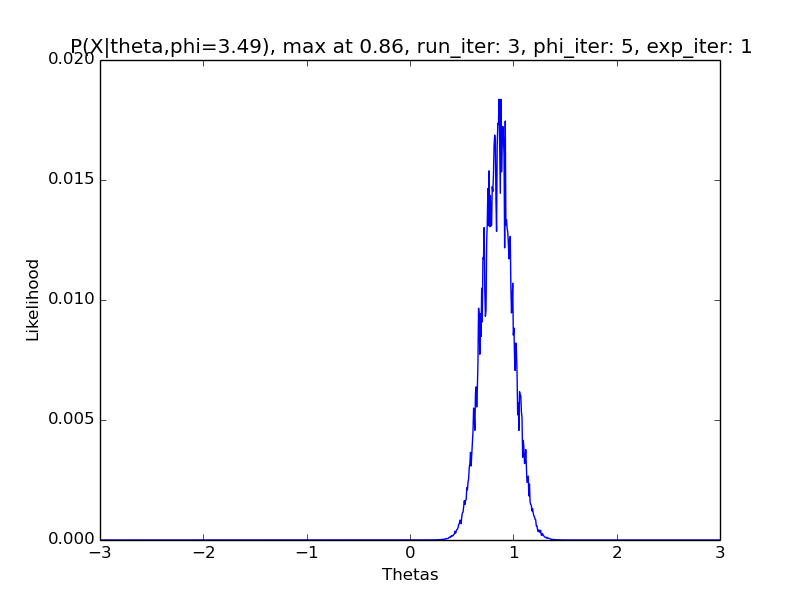 P(X|theta,phi=3.49), max at 0.86, run_iter: 3, phi_iter: 5, exp_iter: 1
0.020
0.015
0.010
0.005
0.000
Likelihood
−3 −2 −1 0 1 2 3
Thetas